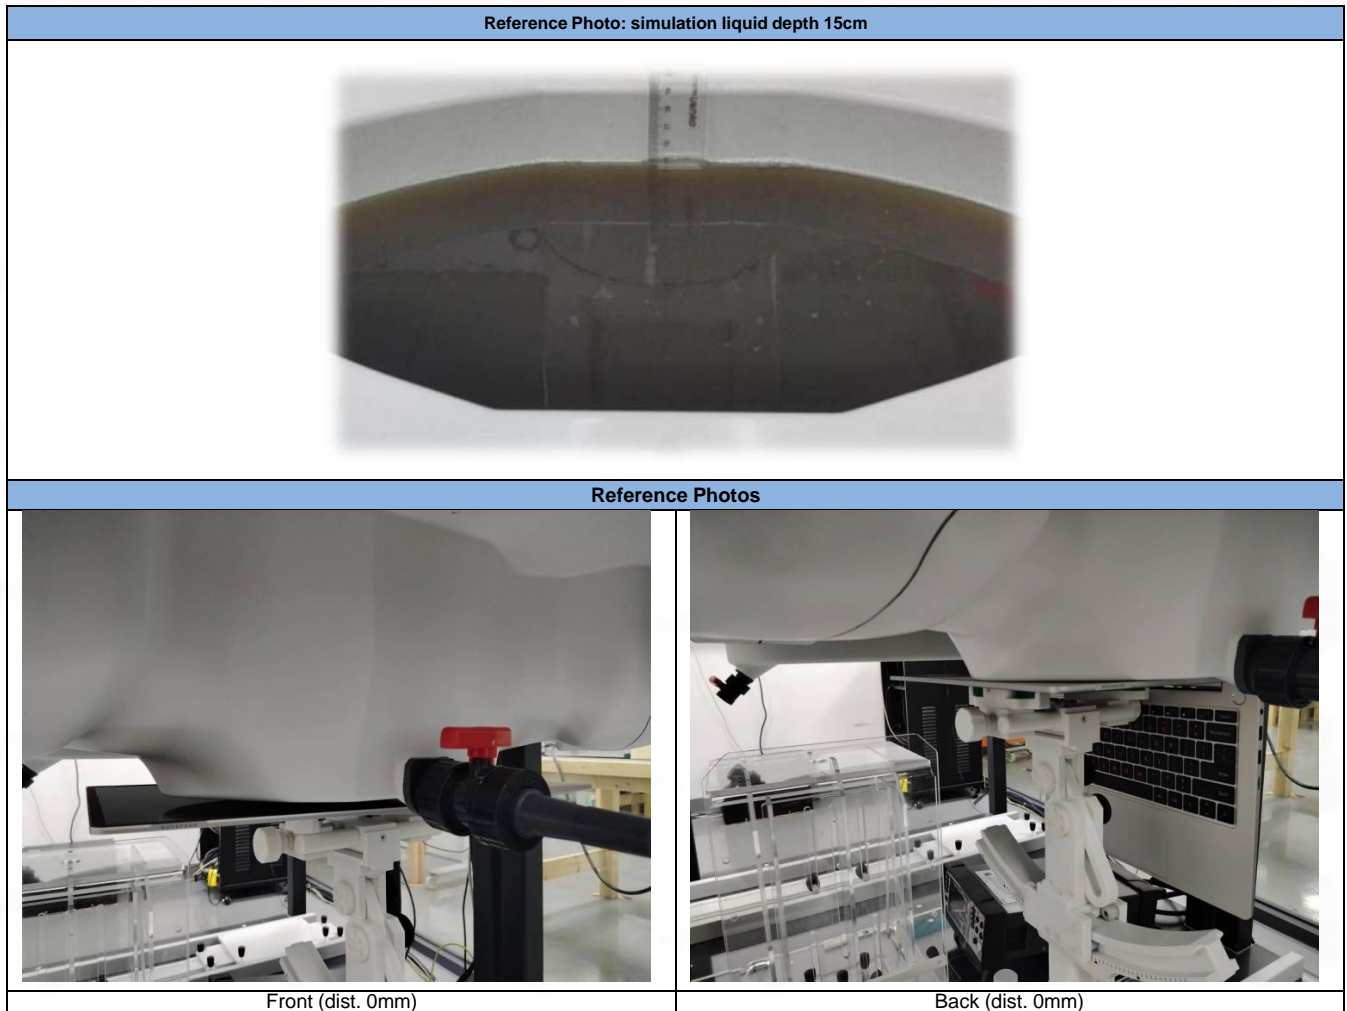 Reference Photo: simulation liquid depth 15cm
Reference Photos
Front (dist. 0mm)
Back (dist. 0mm)